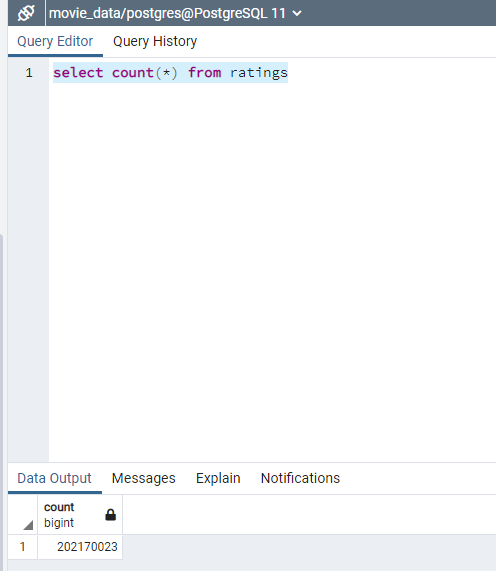 movie_data/postgres@PostgreSQL 11
Query Editor Query History
1 select count(*) from ratings
Data Output Messages Explain Notifications
count
bigint
1 202170023